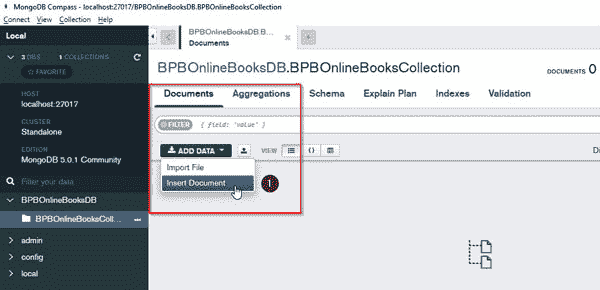 MongoDB Compass - localhost:27017/BPBOnlineBooksDB.BPBOnlineBooksCollection
Connect View Collection Help
Local
3 DBS 1 COLLECTIONS
FAVORITE
HOST
localhost:27017
CLUSTER
Standalone
EDITION
MongoDB 5.0.1 Community
Filter your data
BPBOnlineBooksDB
BPBOnlineBooksColl...
admin
config
local
BPBOnlineBooksDB.B...
Documents
BPBOnlineBooksDB.BPBOnlineBooksCollection
DOCUMENTS 0
Documents Aggregations Schema Explain Plan Indexes Validation
FILTER { field: 'value' }
ADD DATA VIEW
Import File
Insert Document 1